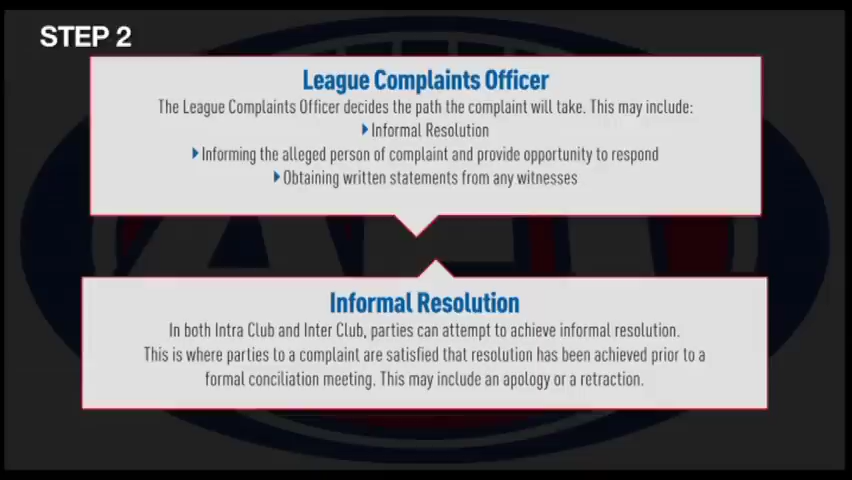 STEP 2
League Complaints Officer
The League Complaints Officer decides the path the complaint will take. This may include:
Informal Resolution
Informing the alleged person of complaint and provide opportunity to respond
Obtaining written statements from any witnesses
Informal Resolution
In both Intra Club and Inter Club, parties can attempt to achieve informal resolution.
This is where parties to a complaint are satisfied that resolution has been achieved prior to a
formal conciliation meeting. This may include an apology or a retraction.